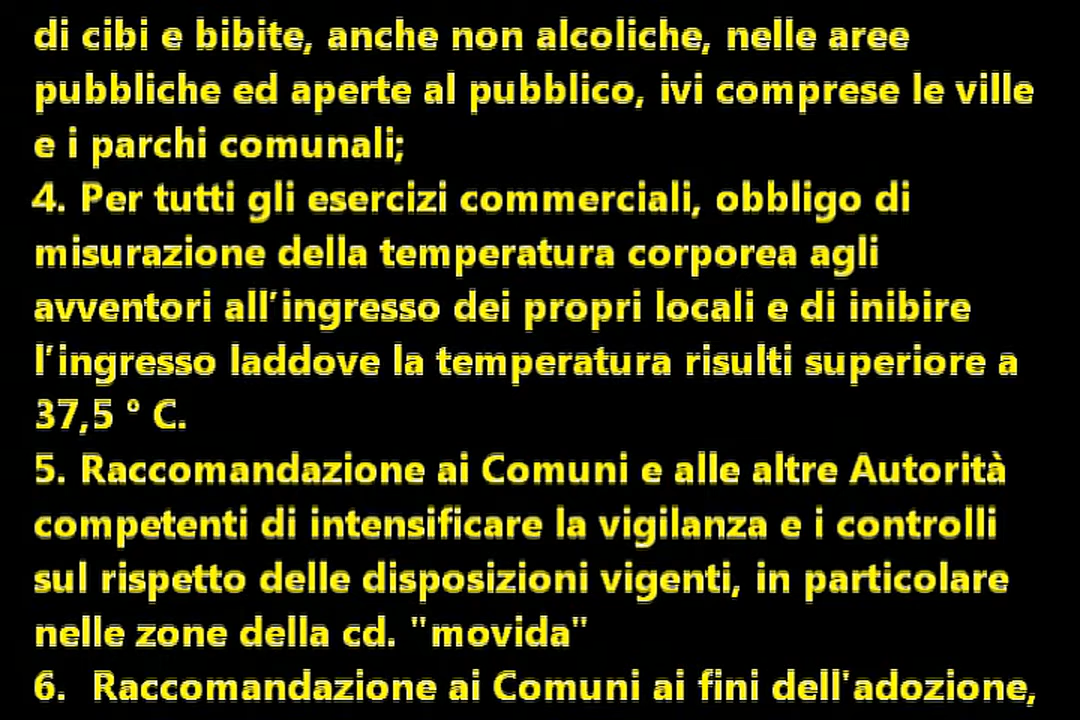 di cibi e bibite, anche non alcoliche, nelle aree
pubbliche ed aperte al pubblico, ivi comprese le ville
e i parchi comunali;
4. Per tutti gli esercizi commerciali, obbligo di
misurazione della temperatura corporea agli
avventori all'ingresso dei propri locali e di inibire
l'ingresso laddove la temperatura risulti superiore a
37,5 ° C.
5. Raccomandazione ai Comuni e alle altre Autorità
competenti di intensificare la vigilanza e i controlli
sul rispetto delle disposizioni vigenti, in particolare
nelle zone della cd. "movida"
6. Raccomandazione ai Comuni ai fini dell'adozione,